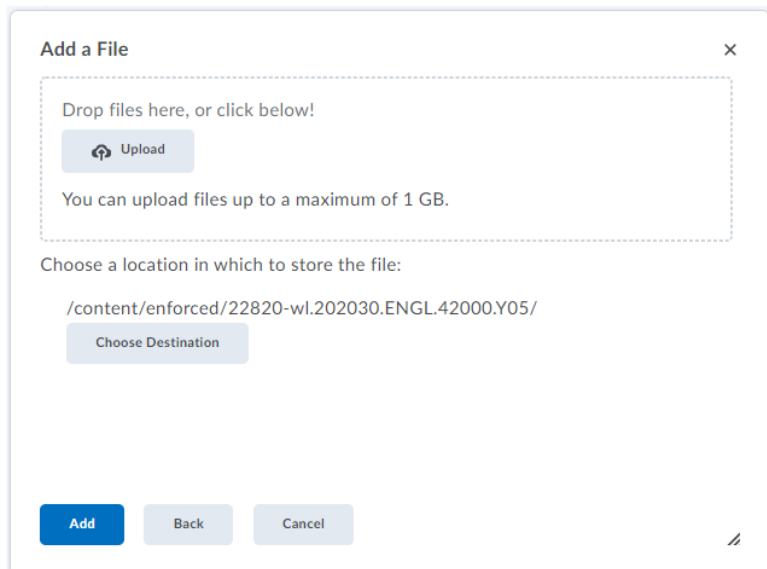 Add a File
Drop files here, or click below!
Upload
You can upload files up to a maximum of 1 GB.
Choose a location in which to store the file:
/content/enforced/22820-wl.202030.ENGL.42000.Y05/
Choose Destination
Add Back Cancel